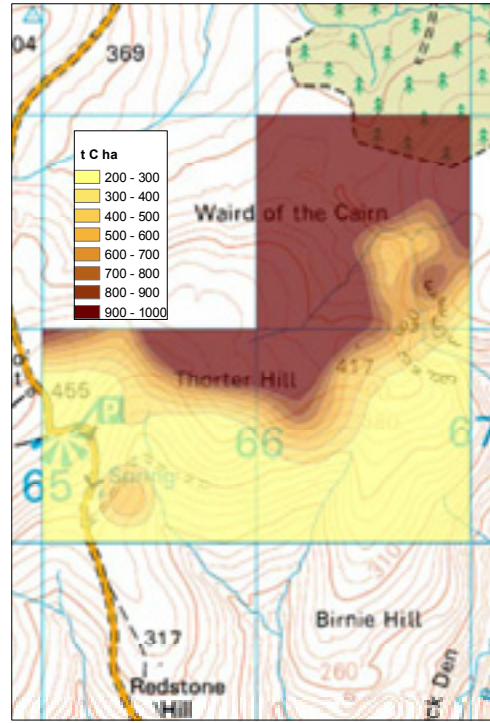 04
369
t C ha
200 - 300
300 - 400
400 - 500
500 - 600
600 - 700
700 - 800
800 - 900
900 - 1000
Waird of the Cairn
417
Thorter Hill
455
P
66
67
65
Spring
310
Birnie Hill
317
260
Redstone
Hill
ck Den